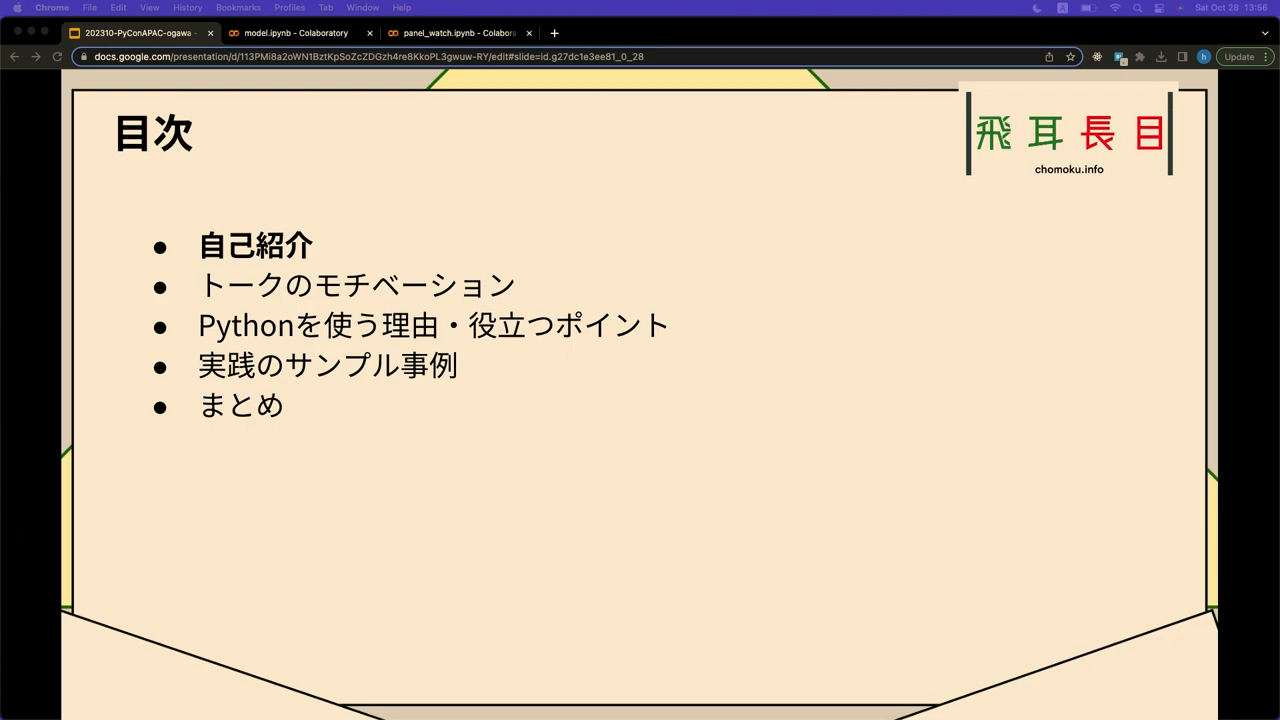 Chrome File Edit View History Bookmarks Profiles Tab Window Help Sat Oct 28 13:56
202310-PyConAPAC-ogawa - model.ipynb - Colaboratory panel_watch.ipynb - Colabora
docs.google.com/presentation/d/113PMi8a2oWN1BztKpSoZcZDGzh4re8KkoPL3gwuw-RY/edit#slide=id.g27dc1e3ee81_0_28 h Update
目次
飛耳長目
chomoku.info
● 自己紹介
● トークのモチベーション
● Pythonを使う理由・役立つポイント
● 実践のサンプル事例
● まとめ